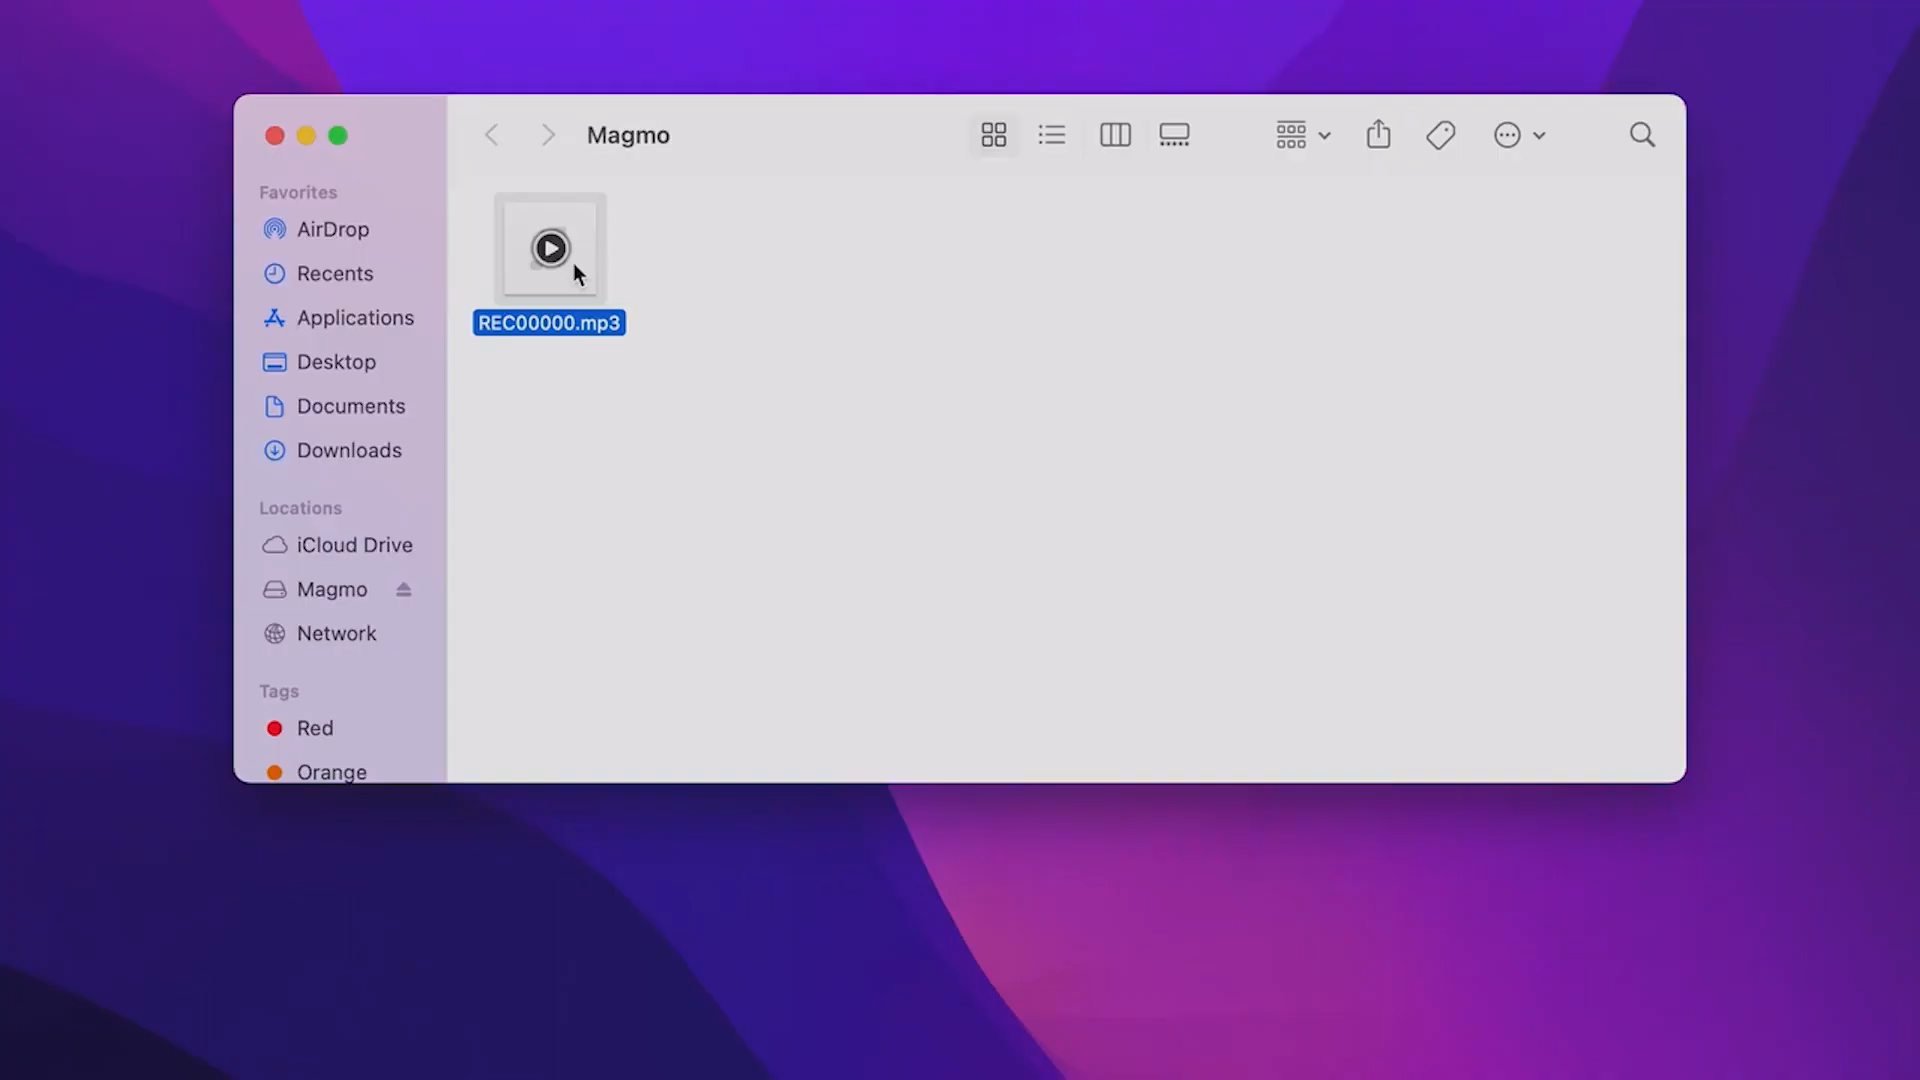 Magmo
Favorites
AirDrop
Recents
Applications
Desktop
Documents
Downloads
Locations
iCloud Drive
Magmo
Network
Tags
Red
Orange
REC00000.mp3